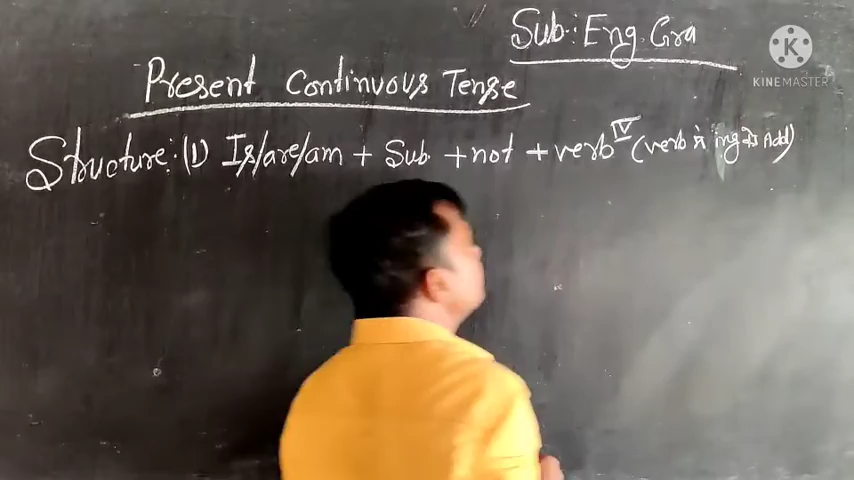 Sub: Eng. Gra
K
KINEMASTER
Present Continuous Tense
Structure: (1) Is/are/am + Sub + not + verb IV (verb में ing का Add)